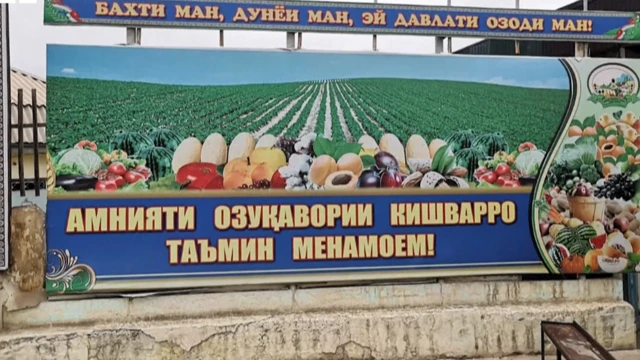 БАХТИ МАН, ДУНЁИ МАН, ЭЙ ДАВЛАТИ ОЗОДИ МАН!
АМНИЯТИ ОЗУҚАВОРИИ КИШВАРРО
ТАЪМИН МЕНАМОЕМ!